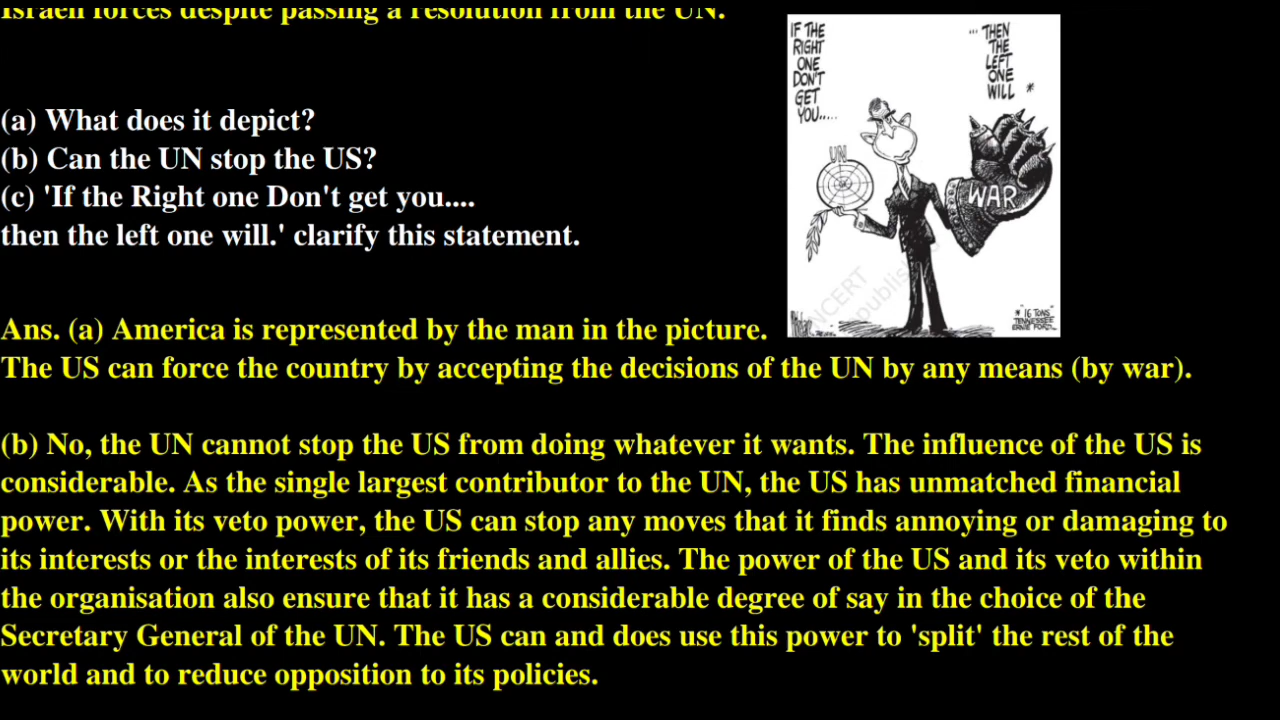 Israeli forces despite passing a resolution from the UN.
IF THE
RIGHT
ONE
DON'T
GET
YOU....
... THEN
THE
LEFT
ONE
WILL *
UN
WAR
NCERT
* "16 TONS"
TENNESSEE
ERNIE FORD
(a) What does it depict?
(b) Can the UN stop the US?
(c) 'If the Right one Don't get you....
then the left one will.' clarify this statement.
Ans. (a) America is represented by the man in the picture.
The US can force the country by accepting the decisions of the UN by any means (by war).
(b) No, the UN cannot stop the US from doing whatever it wants. The influence of the US is
considerable. As the single largest contributor to the UN, the US has unmatched financial
power. With its veto power, the US can stop any moves that it finds annoying or damaging to
its interests or the interests of its friends and allies. The power of the US and its veto within
the organisation also ensure that it has a considerable degree of say in the choice of the
Secretary General of the UN. The US can and does use this power to 'split' the rest of the
world and to reduce opposition to its policies.